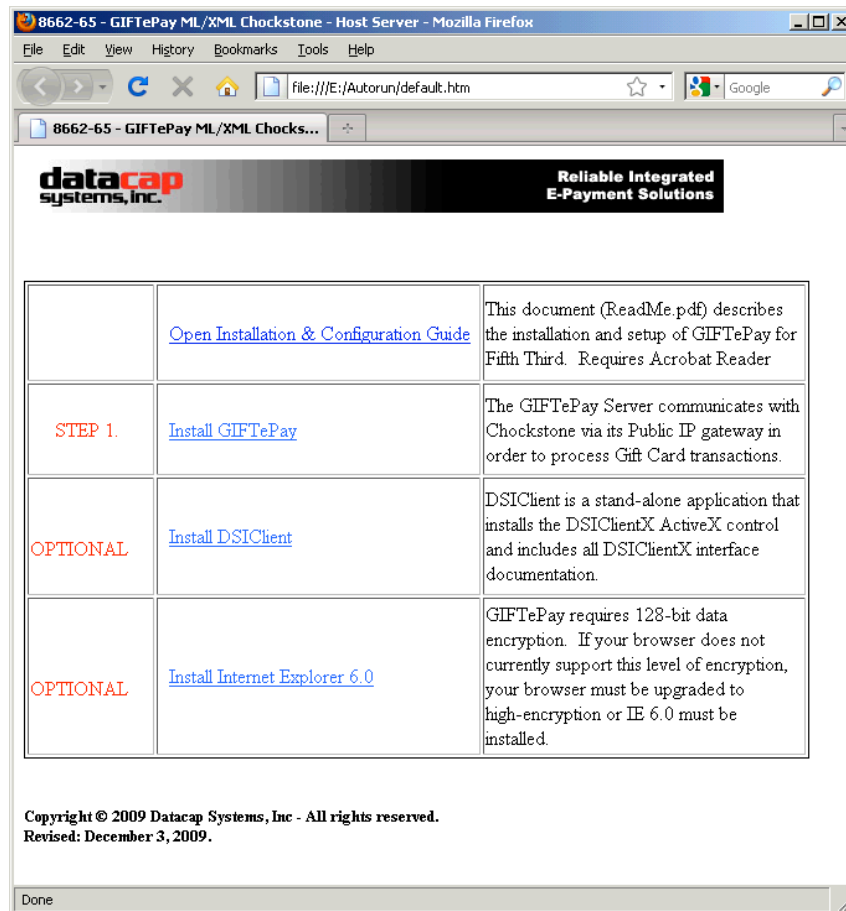 8662-65 - GIFTePay ML/XML Chockstone - Host Server - Mozilla Firefox
File Edit View History Bookmarks Tools Help
file:///E:/Autorun/default.htm
Google
8662-65 - GIFTePay ML/XML Chocks...
datacap
systems, inc.
Reliable Integrated
E-Payment Solutions
Open Installation & Configuration Guide
This document (ReadMe.pdf) describes
the installation and setup of GIFTePay for
Fifth Third. Requires Acrobat Reader
STEP 1.
Install GIFTePay
The GIFTePay Server communicates with
Chockstone via its Public IP gateway in
order to process Gift Card transactions.
OPTIONAL
Install DSIClient
DSIClient is a stand-alone application that
installs the DSIClientX ActiveX control
and includes all DSIClientX interface
documentation.
OPTIONAL
Install Internet Explorer 6.0
GIFTePay requires 128-bit data
encryption. If your browser does not
currently support this level of encryption,
your browser must be upgraded to
high-encryption or IE 6.0 must be
installed.
Copyright © 2009 Datacap Systems, Inc - All rights reserved.
Revised: December 3, 2009.
Done